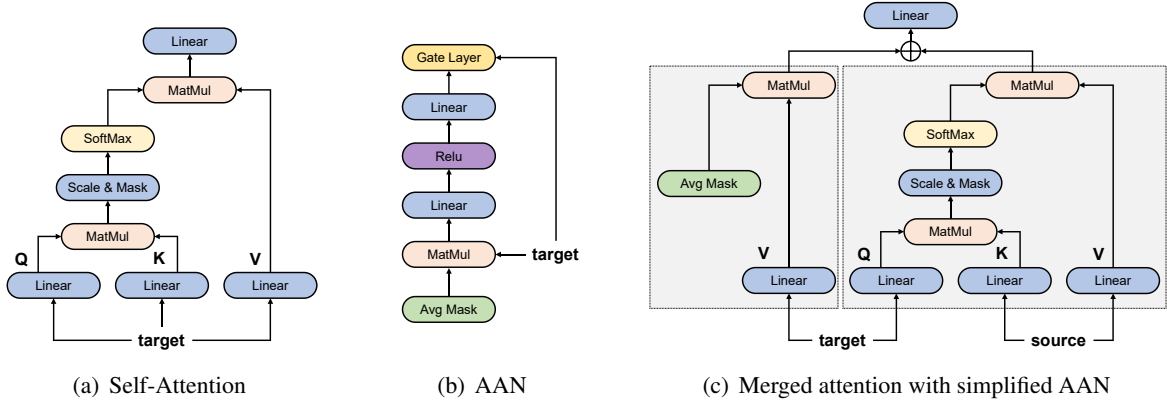 Linear
MatMul
SoftMax
Scale & Mask
MatMul
Q
K
V
Linear
Linear
Linear
target
(a) Self-Attention
Gate Layer
Linear
Relu
Linear
MatMul
target
Avg Mask
(b) AAN
Linear
MatMul
MatMul
SoftMax
Avg Mask
Scale & Mask
MatMul
V
Q
K
V
Linear
Linear
Linear
Linear
target
source
(c) Merged attention with simplified AAN